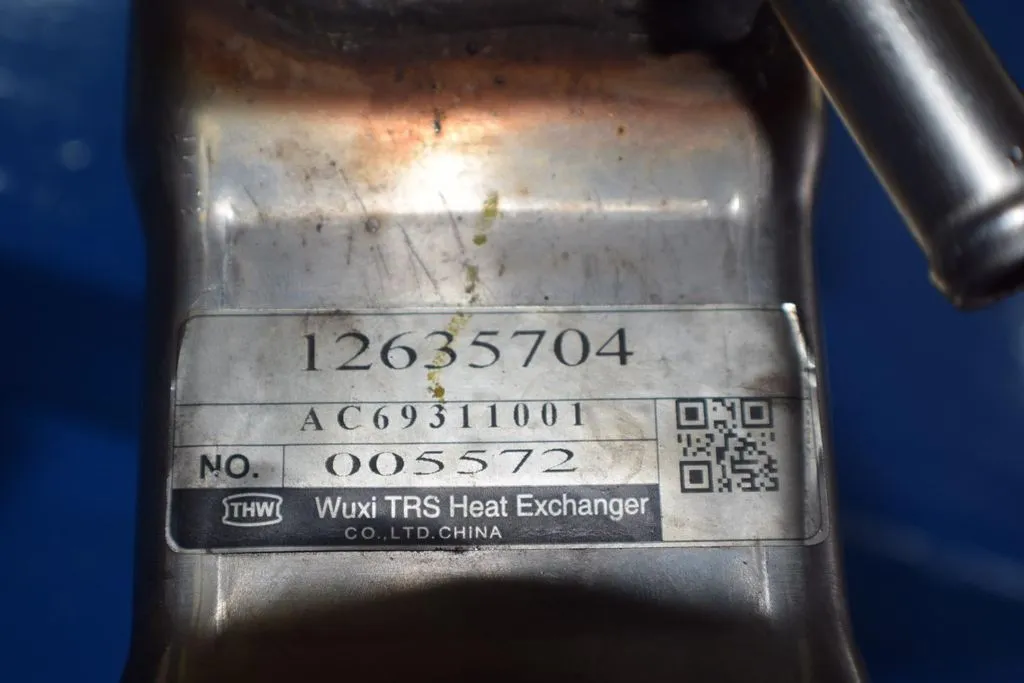 12635704
AC69311001
NO. 005572
THW Wuxi TRS Heat Exchanger
CO.,LTD.CHINA